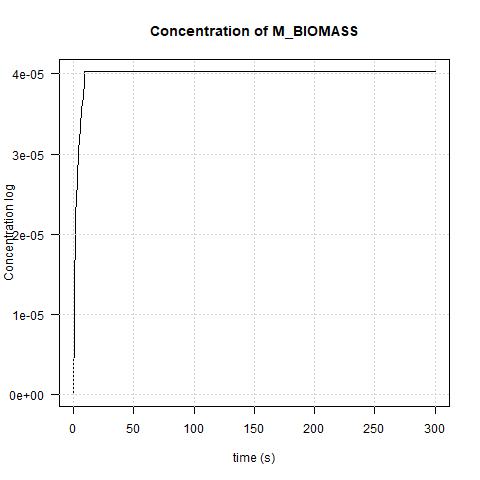 Concentration of M_BIOMASS
4e-05
3e-05
2e-05
1e-05
0e+00
Concentration log
0 50 100 150 200 250 300
time (s)